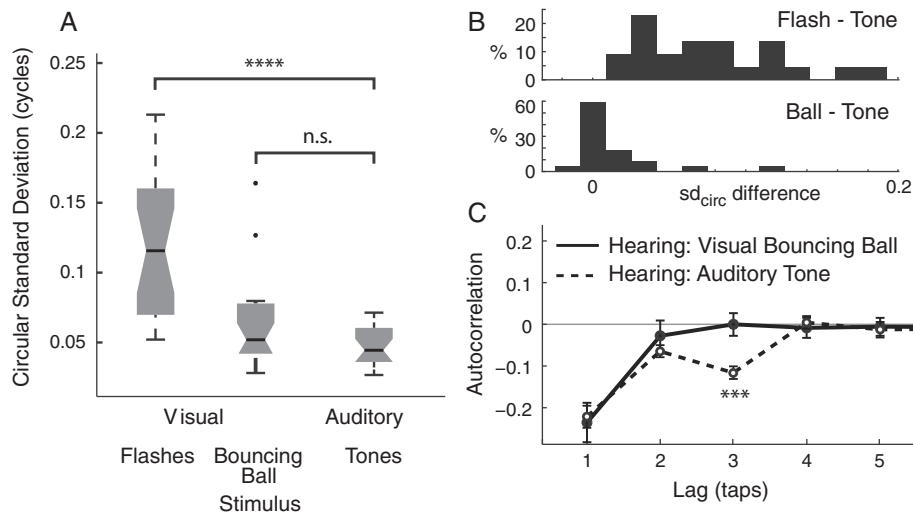 A
Circular Standard Deviation (cycles)
0.25
0.2
0.15
0.1
0.05
****
n.s.
Visual
Auditory
Flashes
Bouncing
Ball
Tones
Stimulus
B
Flash - Tone
%
20
10
0
Ball - Tone
%
60
30
0
0
0.2
sdcirc difference
C
Hearing: Visual Bouncing Ball
Hearing: Auditory Tone
Autocorrelation
0.2
0
−0.1
−0.2
***
1
2
3
4
5
Lag (taps)